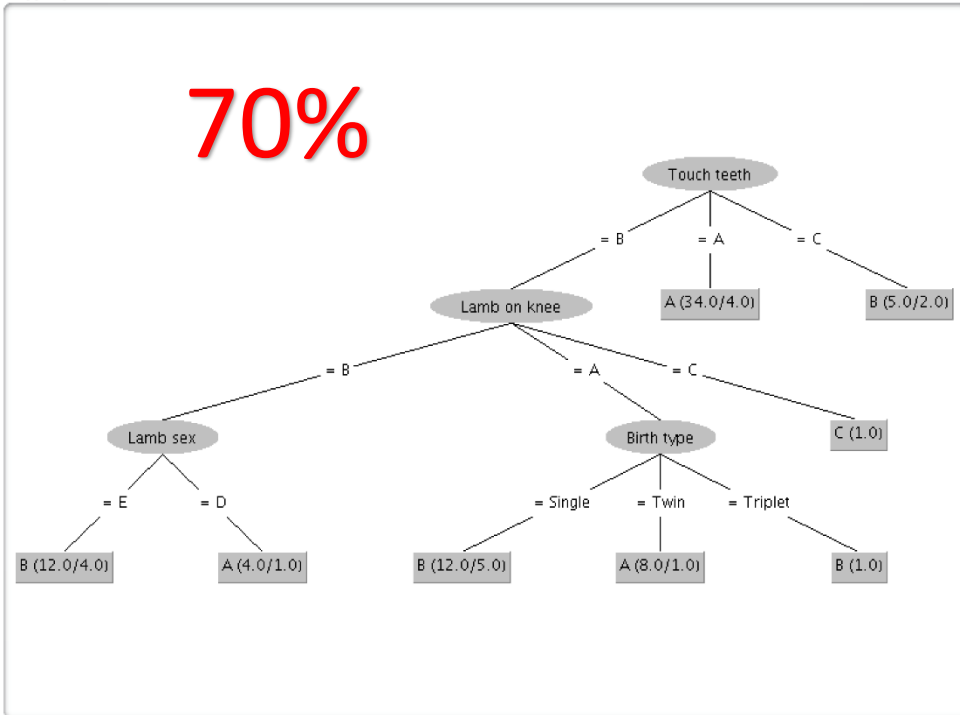 70%
Touch teeth
= B = A = C
Lamb on knee A (34.0/4.0) B (5.0/2.0)
= B = A = C
Lamb sex Birth type C (1.0)
= E = D = Single = Twin = Triplet
B (12.0/4.0) A (4.0/1.0) B (12.0/5.0) A (8.0/1.0) B (1.0)